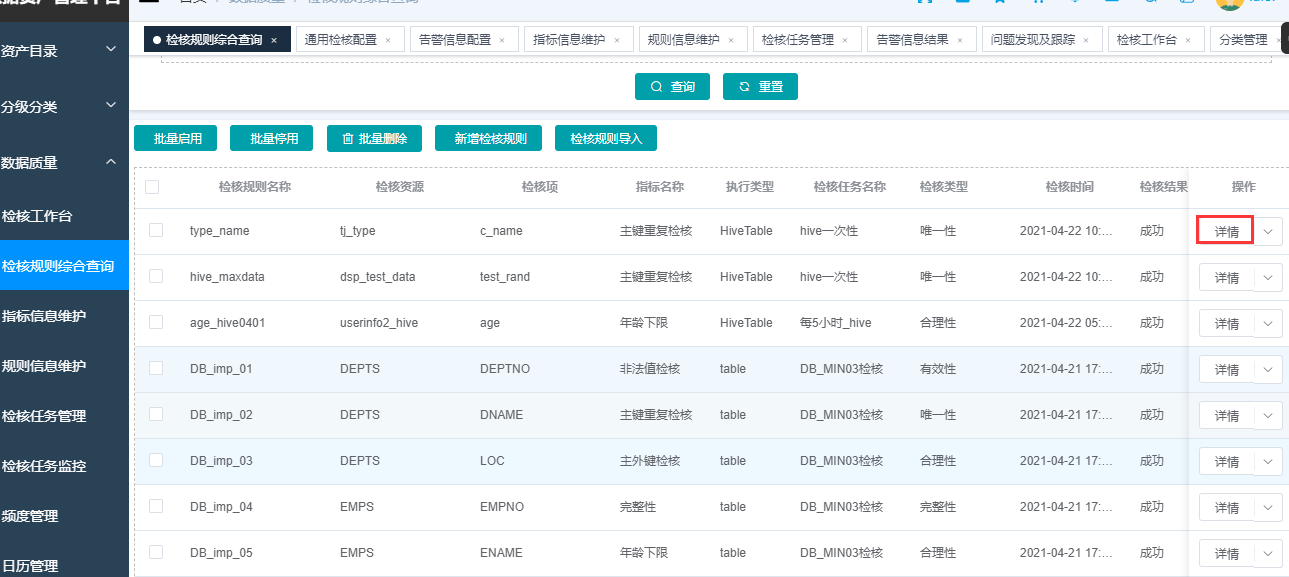 首页 / 数据质量 / 检核规则综合查询
资产目录
分级分类
数据质量
检核工作台
检核规则综合查询
指标信息维护
规则信息维护
检核任务管理
检核任务监控
频度管理
日历管理
检核规则综合查询 × 通用检核配置 × 告警信息配置 × 指标信息维护 × 规则信息维护 × 检核任务管理 × 告警信息结果 × 问题发现及跟踪 × 检核工作台 × 分类管理 ×
查询 重置
批量启用 批量停用 批量删除 新增检核规则 检核规则导入
检核规则名称 检核资源 检核项 指标名称 执行类型 检核任务名称 检核类型 检核时间 检核结果 操作
type_name tj_type c_name 主键重复检核 HiveTable hive一次性 唯一性 2021-04-22 10:... 成功 详情
hive_maxdata dsp_test_data test_rand 主键重复检核 HiveTable hive一次性 唯一性 2021-04-22 10:... 成功 详情
age_hive0401 userinfo2_hive age 年龄下限 HiveTable 每5小时_hive 合理性 2021-04-22 05:... 成功 详情
DB_imp_01 DEPTS DEPTNO 非法值检核 table DB_MIN03检核 有效性 2021-04-21 17:... 成功 详情
DB_imp_02 DEPTS DNAME 主键重复检核 table DB_MIN03检核 唯一性 2021-04-21 17:... 成功 详情
DB_imp_03 DEPTS LOC 主外键检核 table DB_MIN03检核 合理性 2021-04-21 17:... 成功 详情
DB_imp_04 EMPS EMPNO 完整性 table DB_MIN03检核 完整性 2021-04-21 17:... 成功 详情
DB_imp_05 EMPS ENAME 年龄下限 table DB_MIN03检核 合理性 2021-04-21 17:... 成功 详情